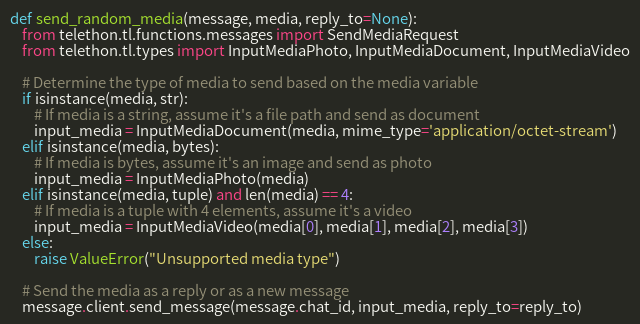 def send_random_media(message, media, reply_to=None):
from telethon.tl.functions.messages import SendMediaRequest
from telethon.tl.types import InputMediaPhoto, InputMediaDocument, InputMediaVideo
# Determine the type of media to send based on the media variable
if isinstance(media, str):
# If media is a string, assume it's a file path and send as document
input_media = InputMediaDocument(media, mime_type='application/octet-stream')
elif isinstance(media, bytes):
# If media is bytes, assume it's an image and send as photo
input_media = InputMediaPhoto(media)
elif isinstance(media, tuple) and len(media) == 4:
# If media is a tuple with 4 elements, assume it's a video
input_media = InputMediaVideo(media[0], media[1], media[2], media[3])
else:
raise ValueError("Unsupported media type")
# Send the media as a reply or as a new message
message.client.send_message(message.chat_id, input_media, reply_to=reply_to)